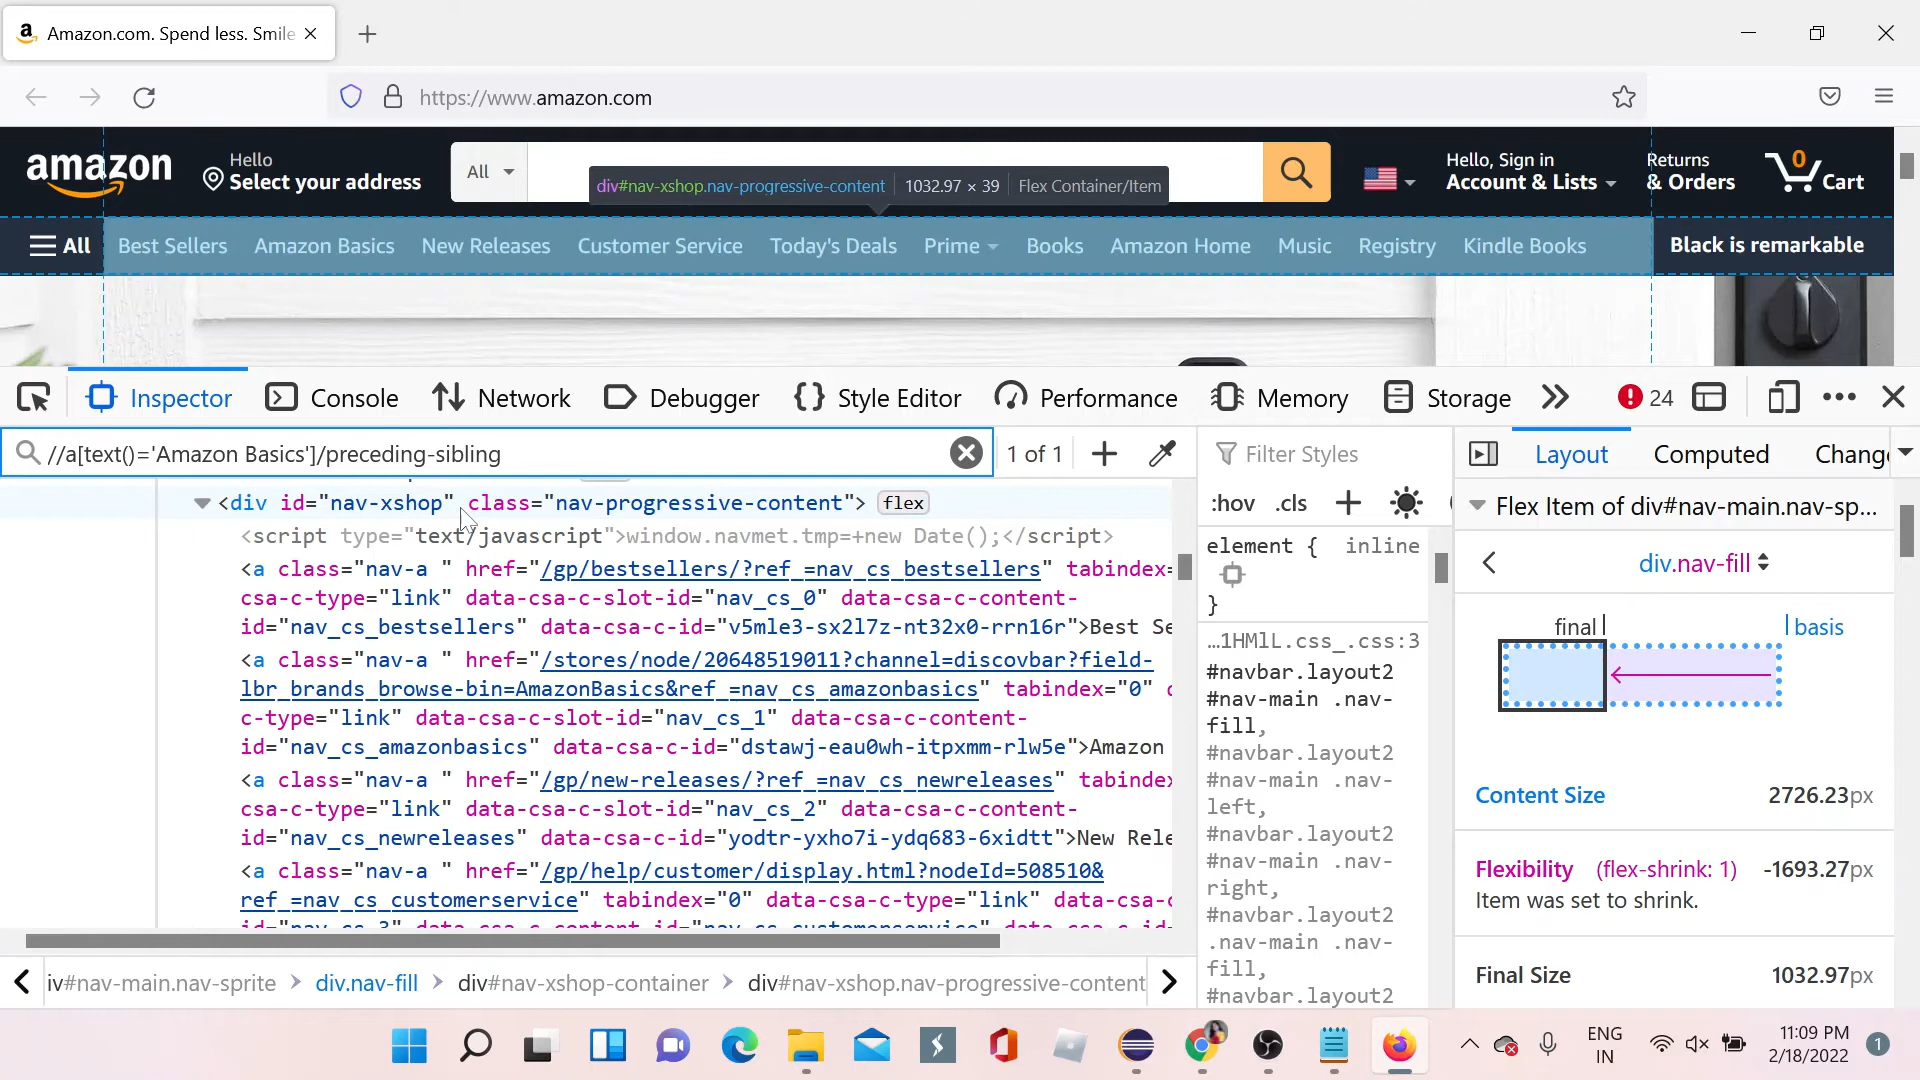 Amazon.com. Spend less. Smile
https://www.amazon.com
amazon
Hello
Select your address
All
div#nav-xshop.nav-progressive-content 1032.97 × 39 Flex Container/Item
Hello, Sign in
Account & Lists
Returns
& Orders
0
Cart
All Best Sellers Amazon Basics New Releases Customer Service Today's Deals Prime Books Amazon Home Music Registry Kindle Books Black is remarkable
Inspector Console Network Debugger Style Editor Performance Memory Storage 24
//a[text()='Amazon Basics']/preceding-sibling 1 of 1
<div id="nav-xshop" class="nav-progressive-content"> flex
<script type="text/javascript">window.navmet.tmp=+new Date();</script>
<a class="nav-a " href="/gp/bestsellers/?ref_=nav_cs_bestsellers" tabindex=
csa-c-type="link" data-csa-c-slot-id="nav_cs_0" data-csa-c-content-
id="nav_cs_bestsellers" data-csa-c-id="v5mle3-sx2l7z-nt32x0-rrn16r">Best Se
<a class="nav-a " href="/stores/node/20648519011?channel=discovbar?field-
lbr_brands_browse-bin=AmazonBasics&ref_=nav_cs_amazonbasics" tabindex="0"
c-type="link" data-csa-c-slot-id="nav_cs_1" data-csa-c-content-
id="nav_cs_amazonbasics" data-csa-c-id="dstawj-eau0wh-itpxmm-rlw5e">Amazon
<a class="nav-a " href="/gp/new-releases/?ref_=nav_cs_newreleases" tabindex
csa-c-type="link" data-csa-c-slot-id="nav_cs_2" data-csa-c-content-
id="nav_cs_newreleases" data-csa-c-id="yodtr-yxho7i-ydq683-6xidtt">New Rele
<a class="nav-a " href="/gp/help/customer/display.html?nodeId=508510&
ref_=nav_cs_customerservice" tabindex="0" data-csa-c-type="link" data-csa-c
id="nav_cs_3" data-csa-c-content-id="nav_cs_customerservice" data-csa-c-id=
iv#nav-main.nav-sprite div.nav-fill div#nav-xshop-container div#nav-xshop.nav-progressive-content
Filter Styles
:hov .cls
element { inline
}
…1HMlL.css_.css:3
#navbar.layout2
#nav-main .nav-
fill,
#navbar.layout2
#nav-main .nav-
left,
#navbar.layout2
#nav-main .nav-
right,
#navbar.layout2
.nav-main .nav-
fill,
#navbar.layout2
Layout Computed Change
Flex Item of div#nav-main.nav-sp...
div.nav-fill
final basis
Content Size 2726.23px
Flexibility (flex-shrink: 1) -1693.27px
Item was set to shrink.
Final Size 1032.97px
ENG
IN
11:09 PM
2/18/2022
1